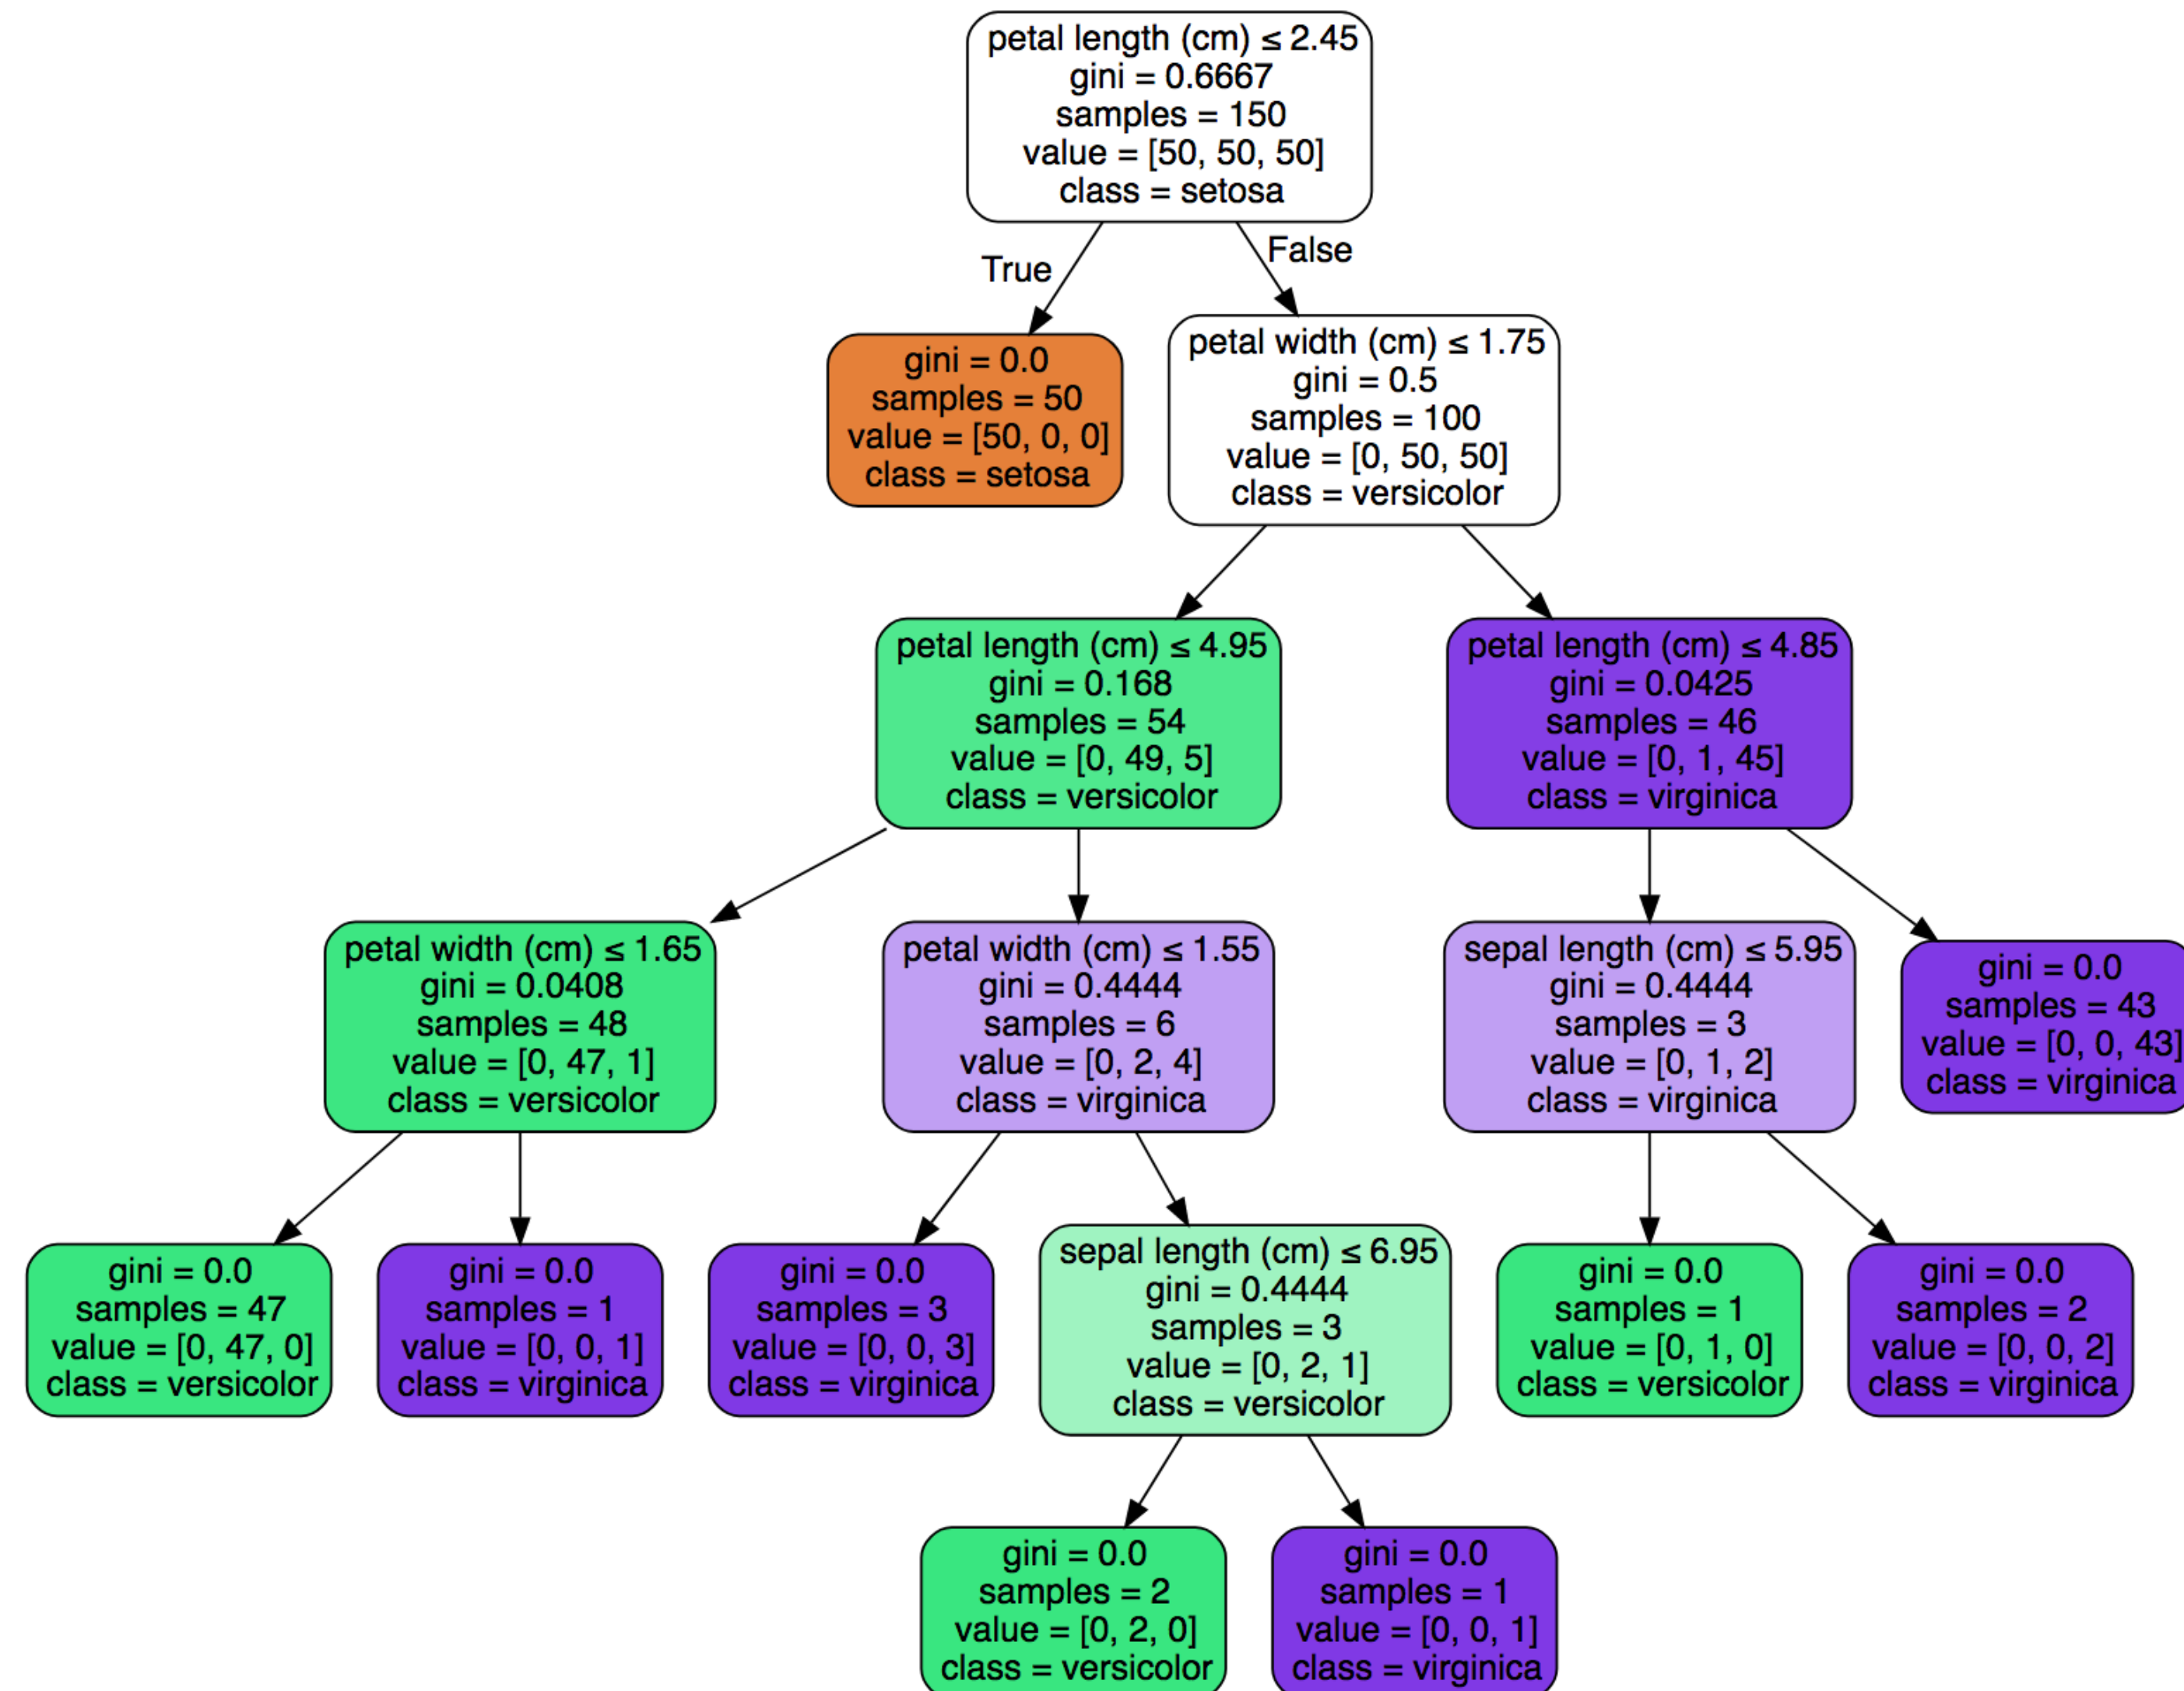 petal length (cm) ≤ 2.45
gini = 0.6667
samples = 150
value = [50, 50, 50]
class = setosa
True
False
gini = 0.0
samples = 50
value = [50, 0, 0]
class = setosa
petal width (cm) ≤ 1.75
gini = 0.5
samples = 100
value = [0, 50, 50]
class = versicolor
petal length (cm) ≤ 4.95
gini = 0.168
samples = 54
value = [0, 49, 5]
class = versicolor
petal length (cm) ≤ 4.85
gini = 0.0425
samples = 46
value = [0, 1, 45]
class = virginica
petal width (cm) ≤ 1.65
gini = 0.0408
samples = 48
value = [0, 47, 1]
class = versicolor
petal width (cm) ≤ 1.55
gini = 0.4444
samples = 6
value = [0, 2, 4]
class = virginica
sepal length (cm) ≤ 5.95
gini = 0.4444
samples = 3
value = [0, 1, 2]
class = virginica
gini = 0.0
samples = 43
value = [0, 0, 43]
class = virginica
gini = 0.0
samples = 47
value = [0, 47, 0]
class = versicolor
gini = 0.0
samples = 1
value = [0, 0, 1]
class = virginica
gini = 0.0
samples = 3
value = [0, 0, 3]
class = virginica
sepal length (cm) ≤ 6.95
gini = 0.4444
samples = 3
value = [0, 2, 1]
class = versicolor
gini = 0.0
samples = 1
value = [0, 1, 0]
class = versicolor
gini = 0.0
samples = 2
value = [0, 0, 2]
class = virginica
gini = 0.0
samples = 2
value = [0, 2, 0]
class = versicolor
gini = 0.0
samples = 1
value = [0, 0, 1]
class = virginica